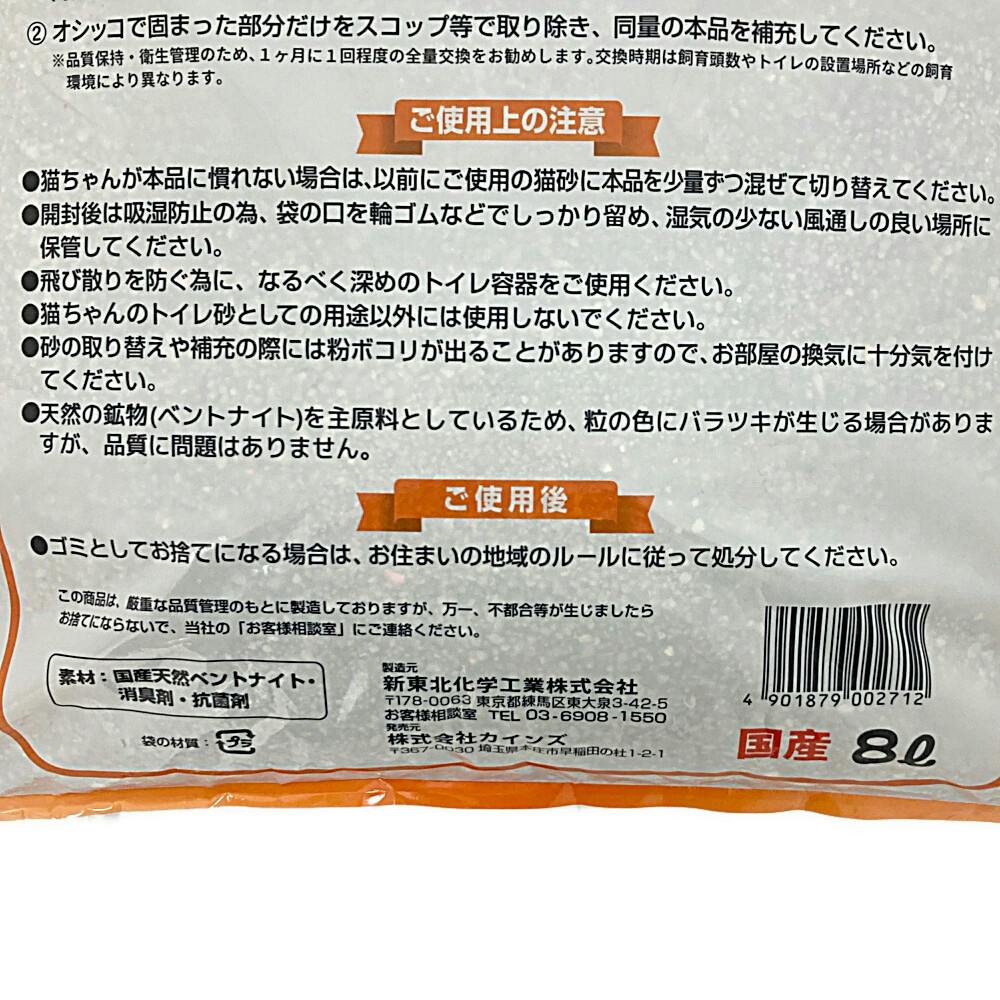 ② オシッコで固まった部分だけをスコップ等で取り除き、同量の本品を補充してください。
※品質保持・衛生管理のため、1ヶ月に1回程度の全量交換をお勧めします。交換時期は飼育頭数やトイレの設置場所などの飼育
環境により異なります。
ご使用上の注意
●猫ちゃんが本品に慣れない場合は、以前にご使用の猫砂に本品を少量ずつ混ぜて切り替えてください。
●開封後は吸湿防止の為、袋の口を輪ゴムなどでしっかり留め、湿気の少ない風通しの良い場所に
保管してください。
●飛び散りを防ぐ為に、なるべく深めのトイレ容器をご使用ください。
●猫ちゃんのトイレ砂としての用途以外には使用しないでください。
●砂の取り替えや補充の際には粉ボコリが出ることがありますので、お部屋の換気に十分気を付け
てください。
●天然の鉱物(ベントナイト)を主原料としているため、粒の色にバラツキが生じる場合がありま
すが、品質に問題はありません。
ご使用後
●ゴミとしてお捨てになる場合は、お住まいの地域のルールに従って処分してください。
この商品は、厳重な品質管理のもとに製造しておりますが、万一、不都合等が生じましたら
お捨てにならないで、当社の「お客様相談室」にご連絡ください。
素材：国産天然ベントナイト・
消臭剤・抗菌剤
袋の材質：プラ
製造元
新東北化学工業株式会社
〒178-0063 東京都練馬区東大泉3-42-5
お客様相談室 TEL 03-6908-1550
発売元
株式会社カインズ
〒367-0030 埼玉県本庄市早稲田の杜1-2-1
4 901879 002712
国産 8ℓ